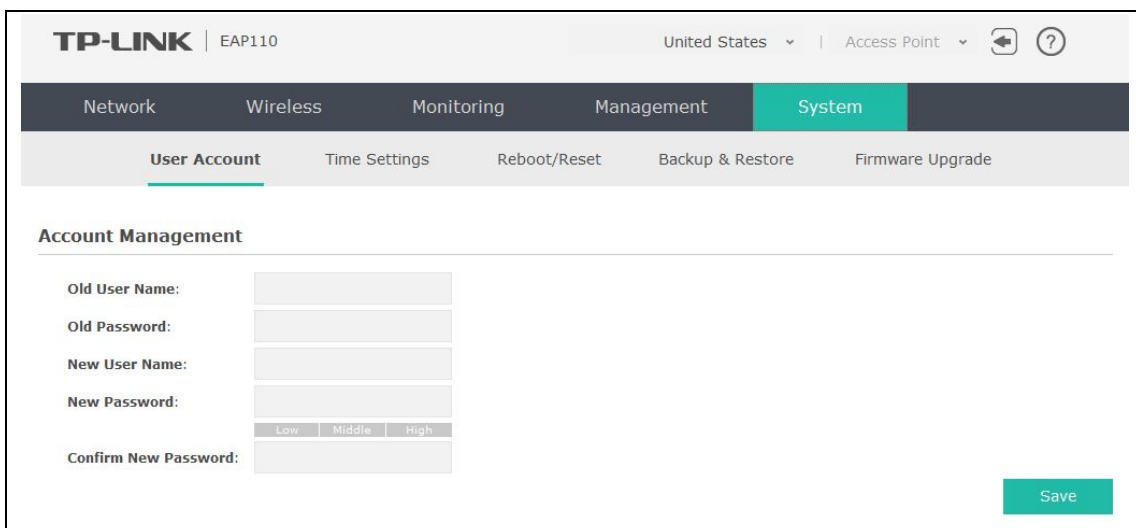 TP-LINK | EAP110 United States | Access Point ?
Network Wireless Monitoring Management System
User Account Time Settings Reboot/Reset Backup & Restore Firmware Upgrade
Account Management
Old User Name:
Old Password:
New User Name:
New Password:
Low Middle High
Confirm New Password:
Save